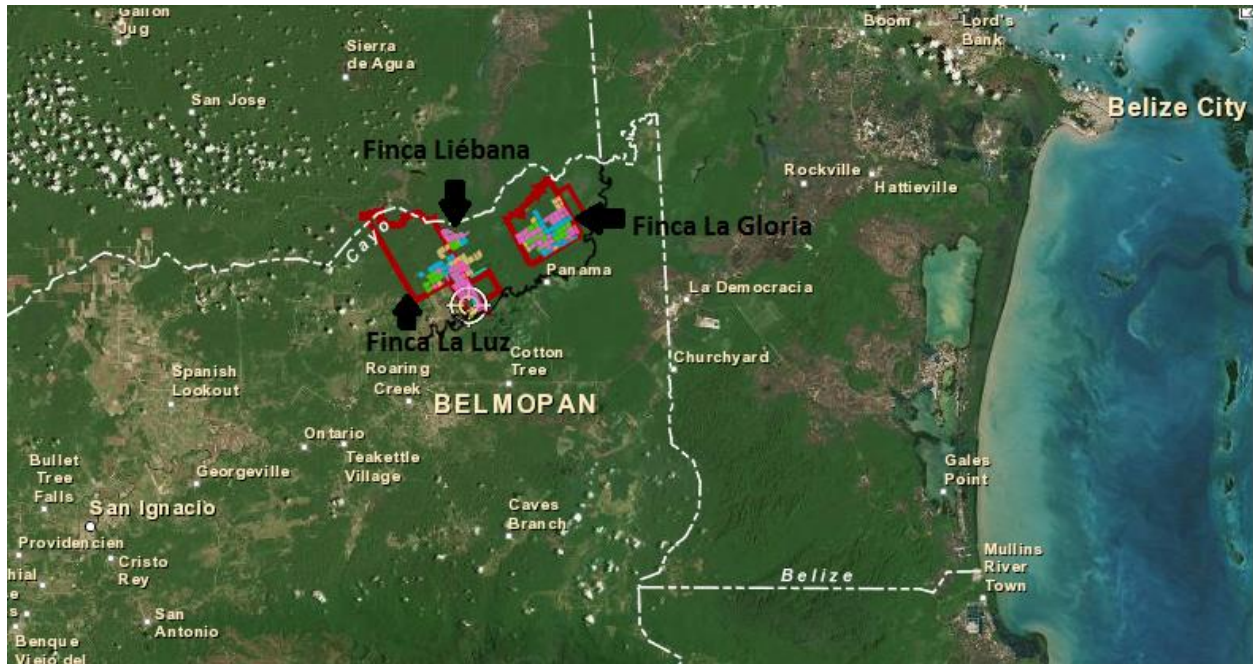 Gallon
Jug
Sierra
de Agua
San Jose
Boom
Lord's
Bank
Belize City
Finca Liébana
Rockville
Hattieville
Finca La Gloria
Cayo
Panama
La Democracia
Finca La Luz
Churchyard
Cotton
Tree
Roaring
Creek
Spanish
Lookout
BELMOPAN
Ontario
Teakettle
Village
Bullet
Tree
Falls
Georgeville
Gales
Point
San Ignacio
Caves
Branch
Providencien
Cristo
Rey
Mullins
River
Town
Belize
San
Antonio
Benque
Viejo del